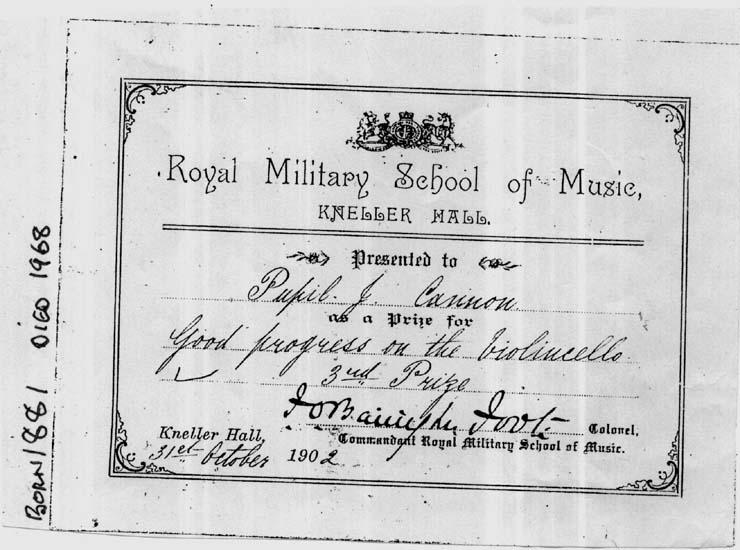 Royal Military School of Music,
KNELLER HALL.
Presented to
Pupil J. Cannon
as a Prize for
Good progress on the Violincello
3rd Prize
Colonel,
Kneller Hall,
Commandant Royal Military School of Music.
31st October 1902
BORN 1881 DIED 1968